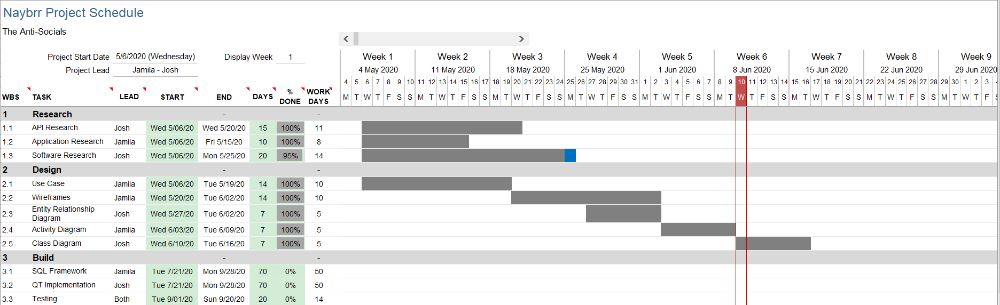 Naybrr Project Schedule
The Anti-Socials
Project Start Date 5/6/2020 (Wednesday) Display Week 1
Project Lead Jamila - Josh
Week 1 Week 2 Week 3 Week 4 Week 5 Week 6 Week 7 Week 8 Week 9
4 May 2020 11 May 2020 18 May 2020 25 May 2020 1 Jun 2020 8 Jun 2020 15 Jun 2020 22 Jun 2020 29 Jun 2020
4 5 6 7 8 9 10 11 12 13 14 15 16 17 18 19 20 21 22 23 24 25 26 27 28 29 30 31 1 2 3 4 5 6 7 8 9 10 11 12 13 14 15 16 17 18 19 20 21 22 23 24 25 26 27 28 29 30 1 2 3 4
WBS TASK LEAD START END DAYS % DONE WORK DAYS M T W T F S S M T W T F S S M T W T F S S M T W T F S S M T W T F S S M T W T F S S M T W T F S S M T W T F S S M T W T F S
1 Research - -
1.1 API Research Josh Wed 5/06/20 Wed 5/20/20 15 100% 11
1.2 Application Research Jamila Wed 5/06/20 Fri 5/15/20 10 100% 8
1.3 Software Research Josh Wed 5/06/20 Mon 5/25/20 20 95% 14
2 Design - -
2.1 Use Case Jamila Wed 5/06/20 Tue 5/19/20 14 100% 10
2.2 Wireframes Jamila Wed 5/20/20 Tue 6/02/20 14 100% 10
2.3 Entity Relationship Diagram Josh Wed 5/27/20 Tue 6/02/20 7 100% 5
2.4 Activity Diagram Jamila Wed 6/03/20 Tue 6/09/20 7 100% 5
2.5 Class Diagram Josh Wed 6/10/20 Tue 6/16/20 7 100% 5
3 Build - -
3.1 SQL Framework Jamila Tue 7/21/20 Mon 9/28/20 70 0% 50
3.2 QT Implementation Josh Tue 7/21/20 Mon 9/28/20 70 0% 50
3.3 Testing Both Tue 9/01/20 Sun 9/20/20 20 0% 14